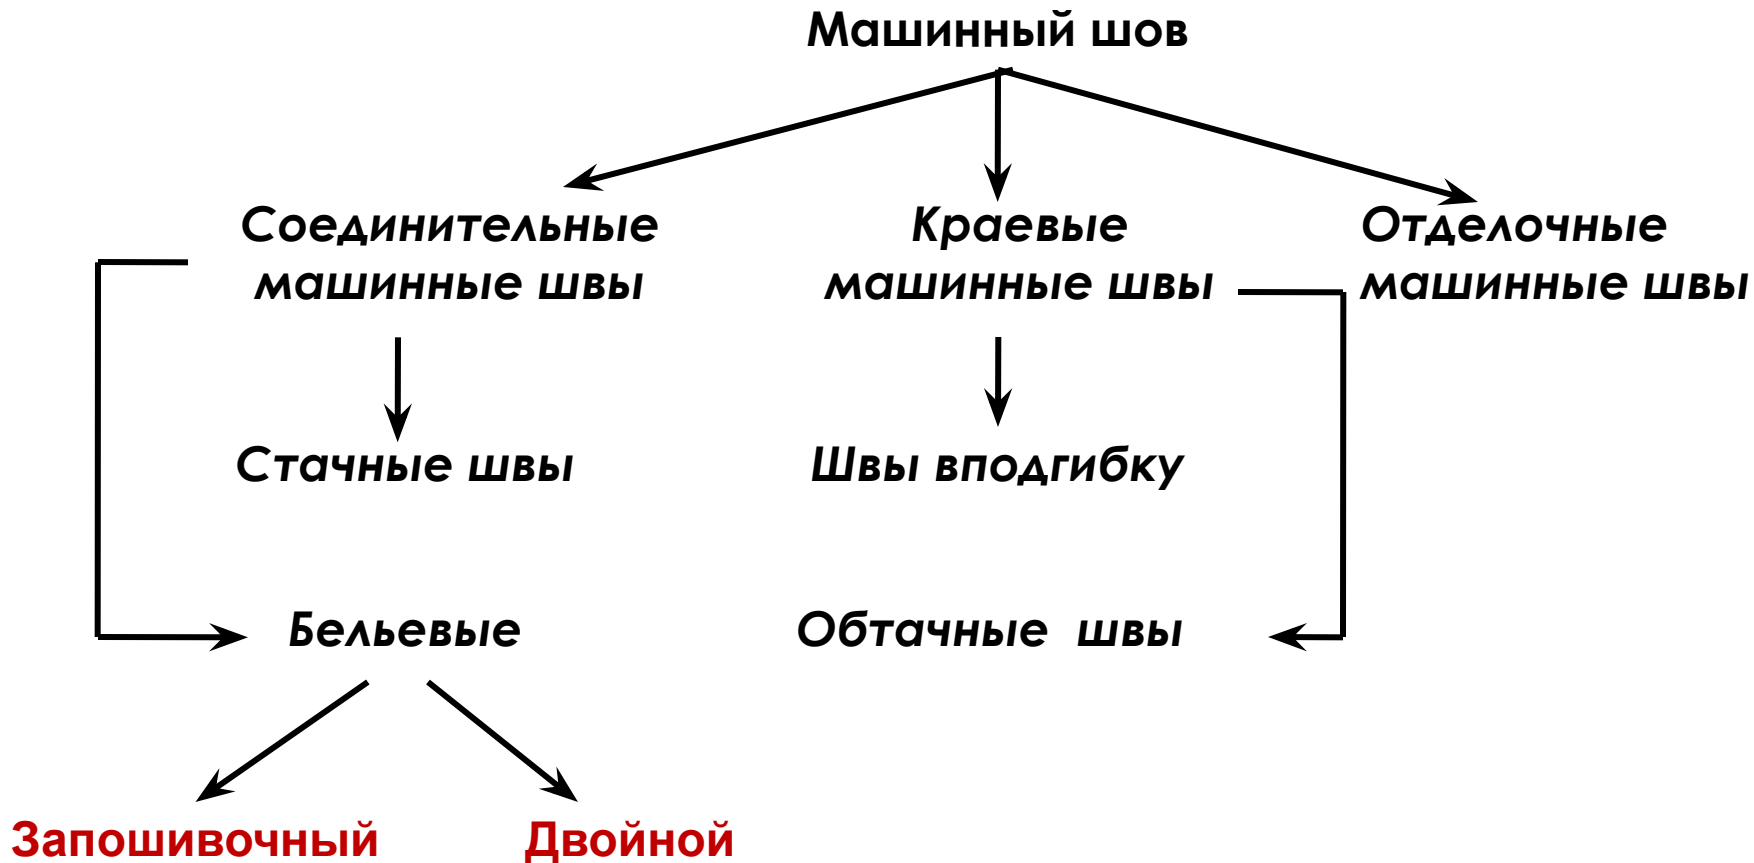 Машинный шов
Соединительные
машинные швы
Краевые
машинные швы
Отделочные
машинные швы
Стачные швы
Швы вподгибку
Бельевые
Обтачные швы
Запошивочный
Двойной